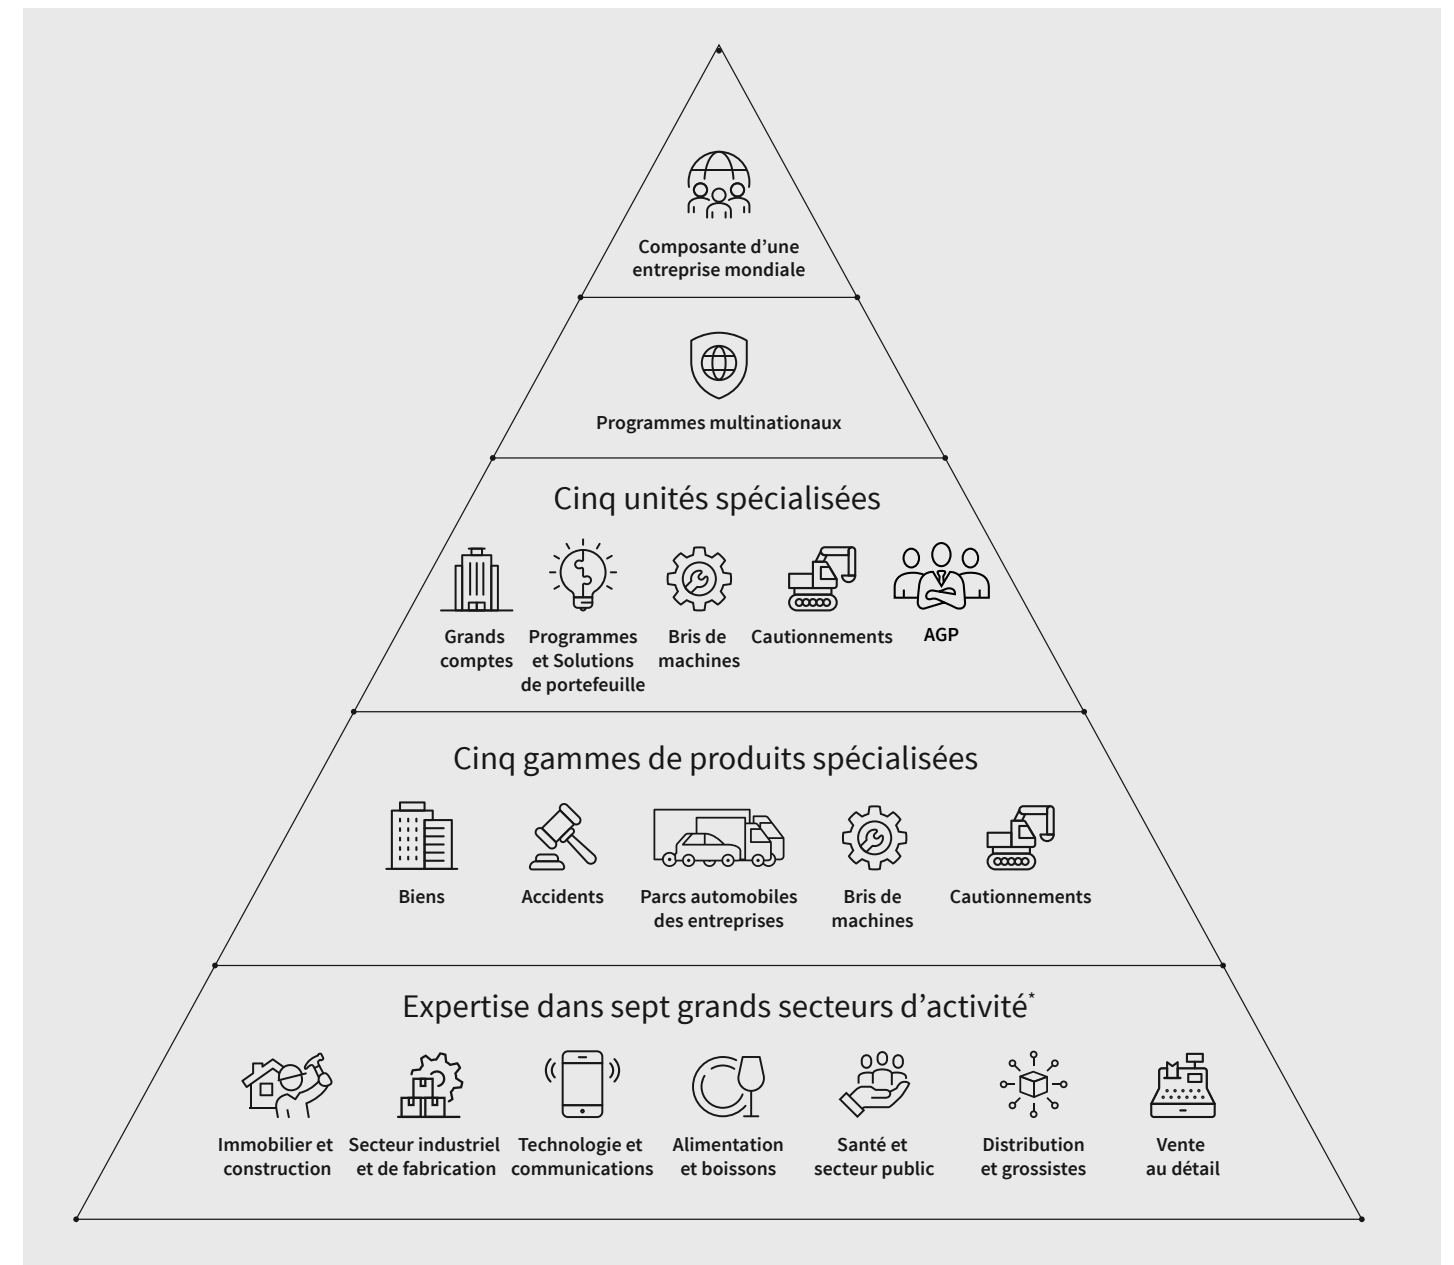 Composante d’une
entreprise mondiale
Programmes multinationaux
Cinq unités spécialisées
Grands
comptes
Programmes
et Solutions
de portefeuille
Bris de
machines
Cautionnements
AGP
Cinq gammes de produits spécialisées
Biens
Accidents
Parcs automobiles
des entreprises
Bris de
machines
Cautionnements
Expertise dans sept grands secteurs d’activité*
Immobilier et
construction
Secteur industriel
et de fabrication
Technologie et
communications
Alimentation
et boissons
Santé et
secteur public
Distribution
et grossistes
Vente
au détail